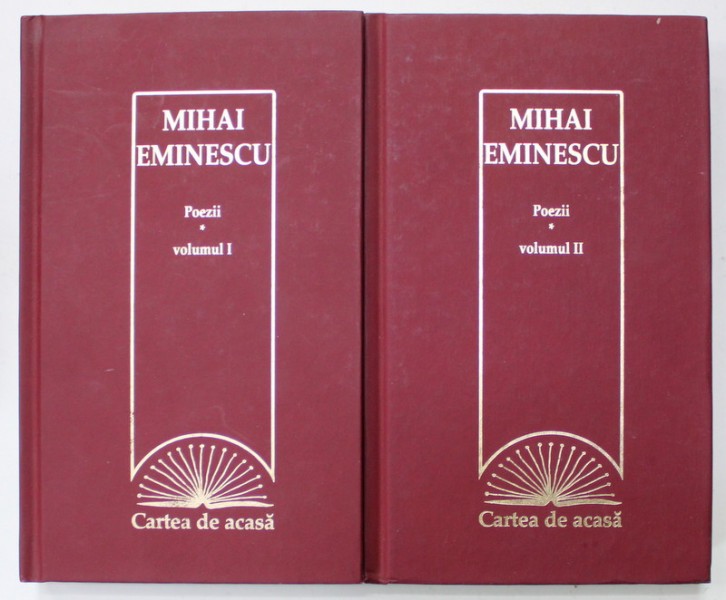 MIHAI
EMINESCU
Poezii
*
volumul I
Cartea de acasă
MIHAI
EMINESCU
Poezii
*
volumul II
Cartea de acasă